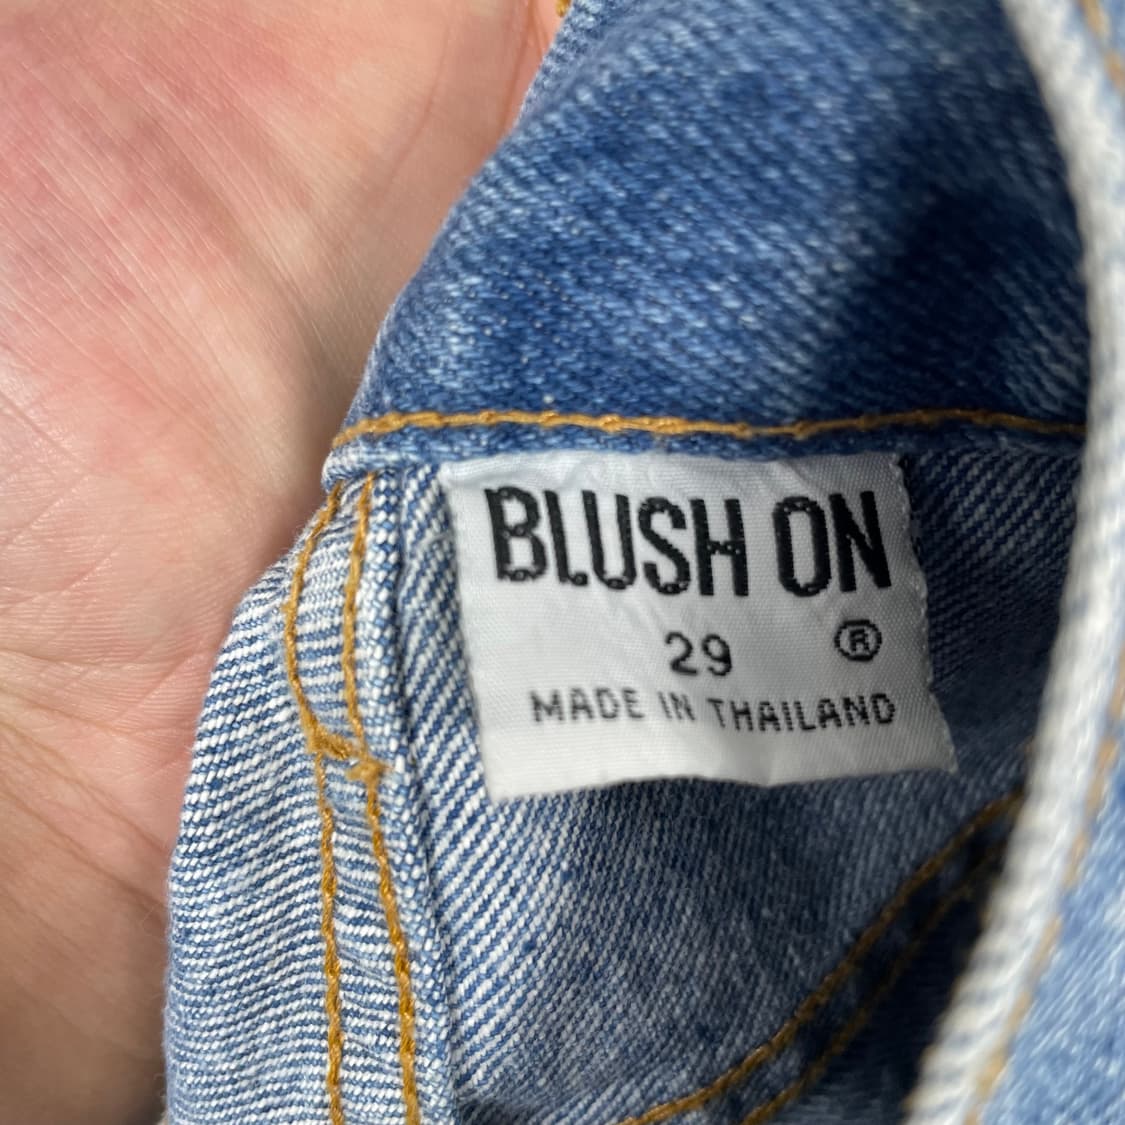 BLUSH ON
29 ®
MADE IN THAILAND